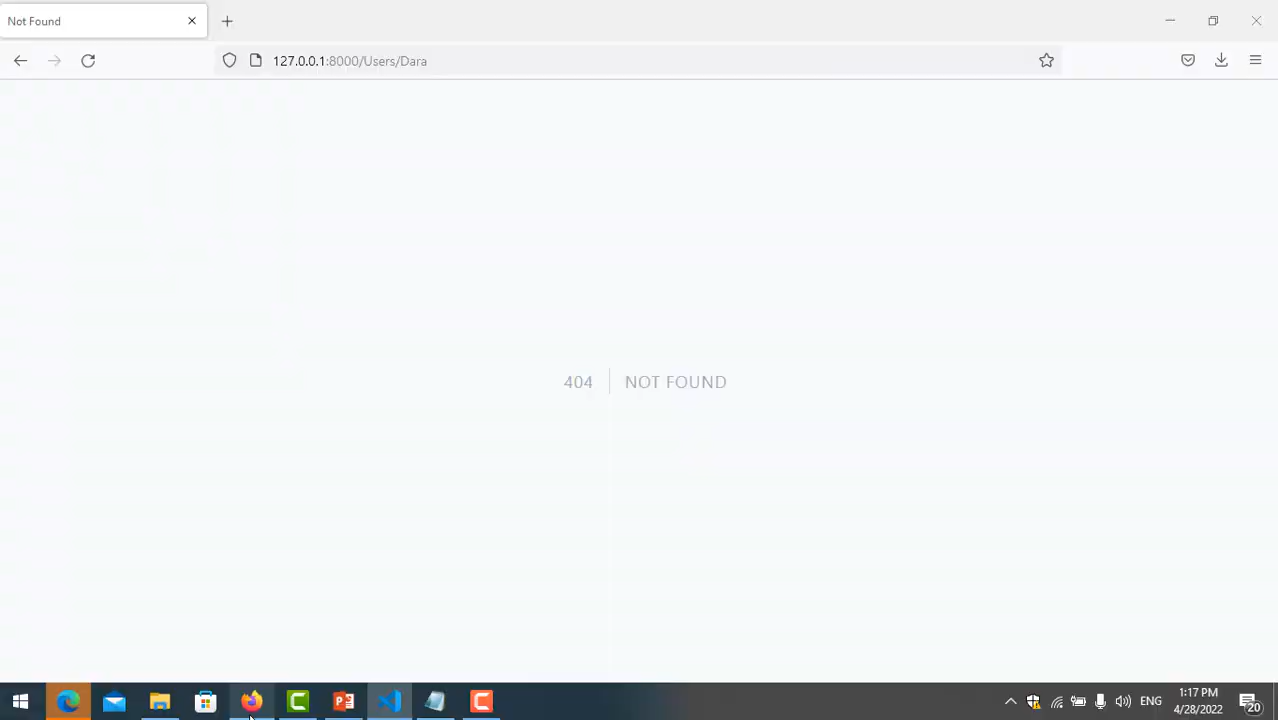 Not Found
127.0.0.1:8000/Users/Dara
404 NOT FOUND
ENG
1:17 PM
4/28/2022
20